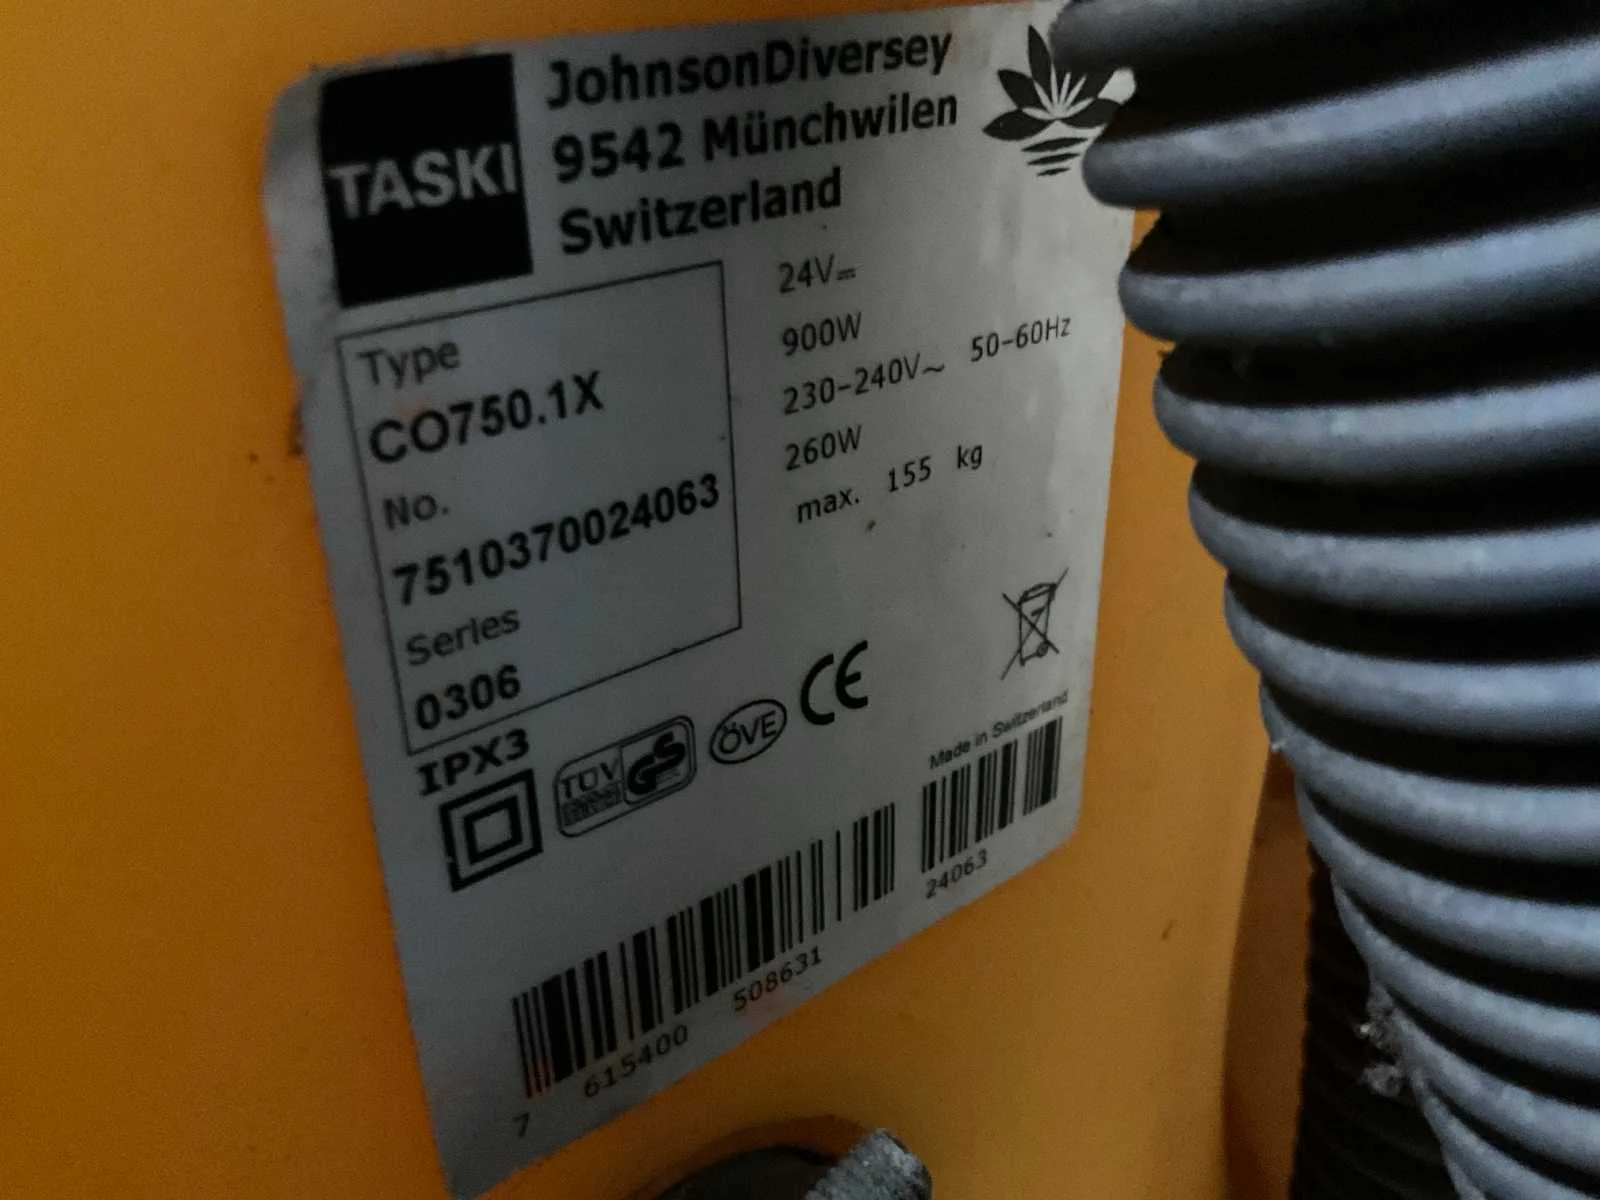 TASKI
JohnsonDiversey
9542 Münchwilen
Switzerland
Type
CO750.1X
No.
7510370024063
Series
0306
IPX3
24V⎓
900W
230-240V~ 50-60Hz
260W
max. 155 kg
TÜV
GS
ÖVE
CE
Made in Switzerland
24063
7 615400 508631